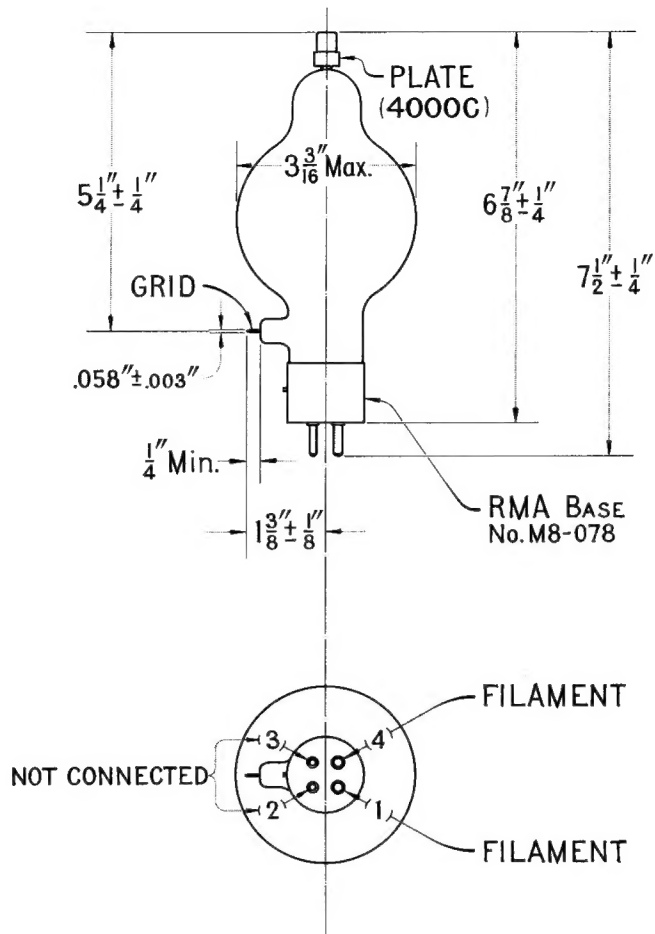 PLATE
(4000C)
3 3/16" Max.
5 1/4" ± 1/4"
6 7/8" ± 1/4"
7 1/2" ± 1/4"
GRID
.058" ± .003"
1/4" Min.
1 3/8" ± 1/8"
RMA BASE
No. M8-078
FILAMENT
3
4
NOT CONNECTED
2
1
FILAMENT